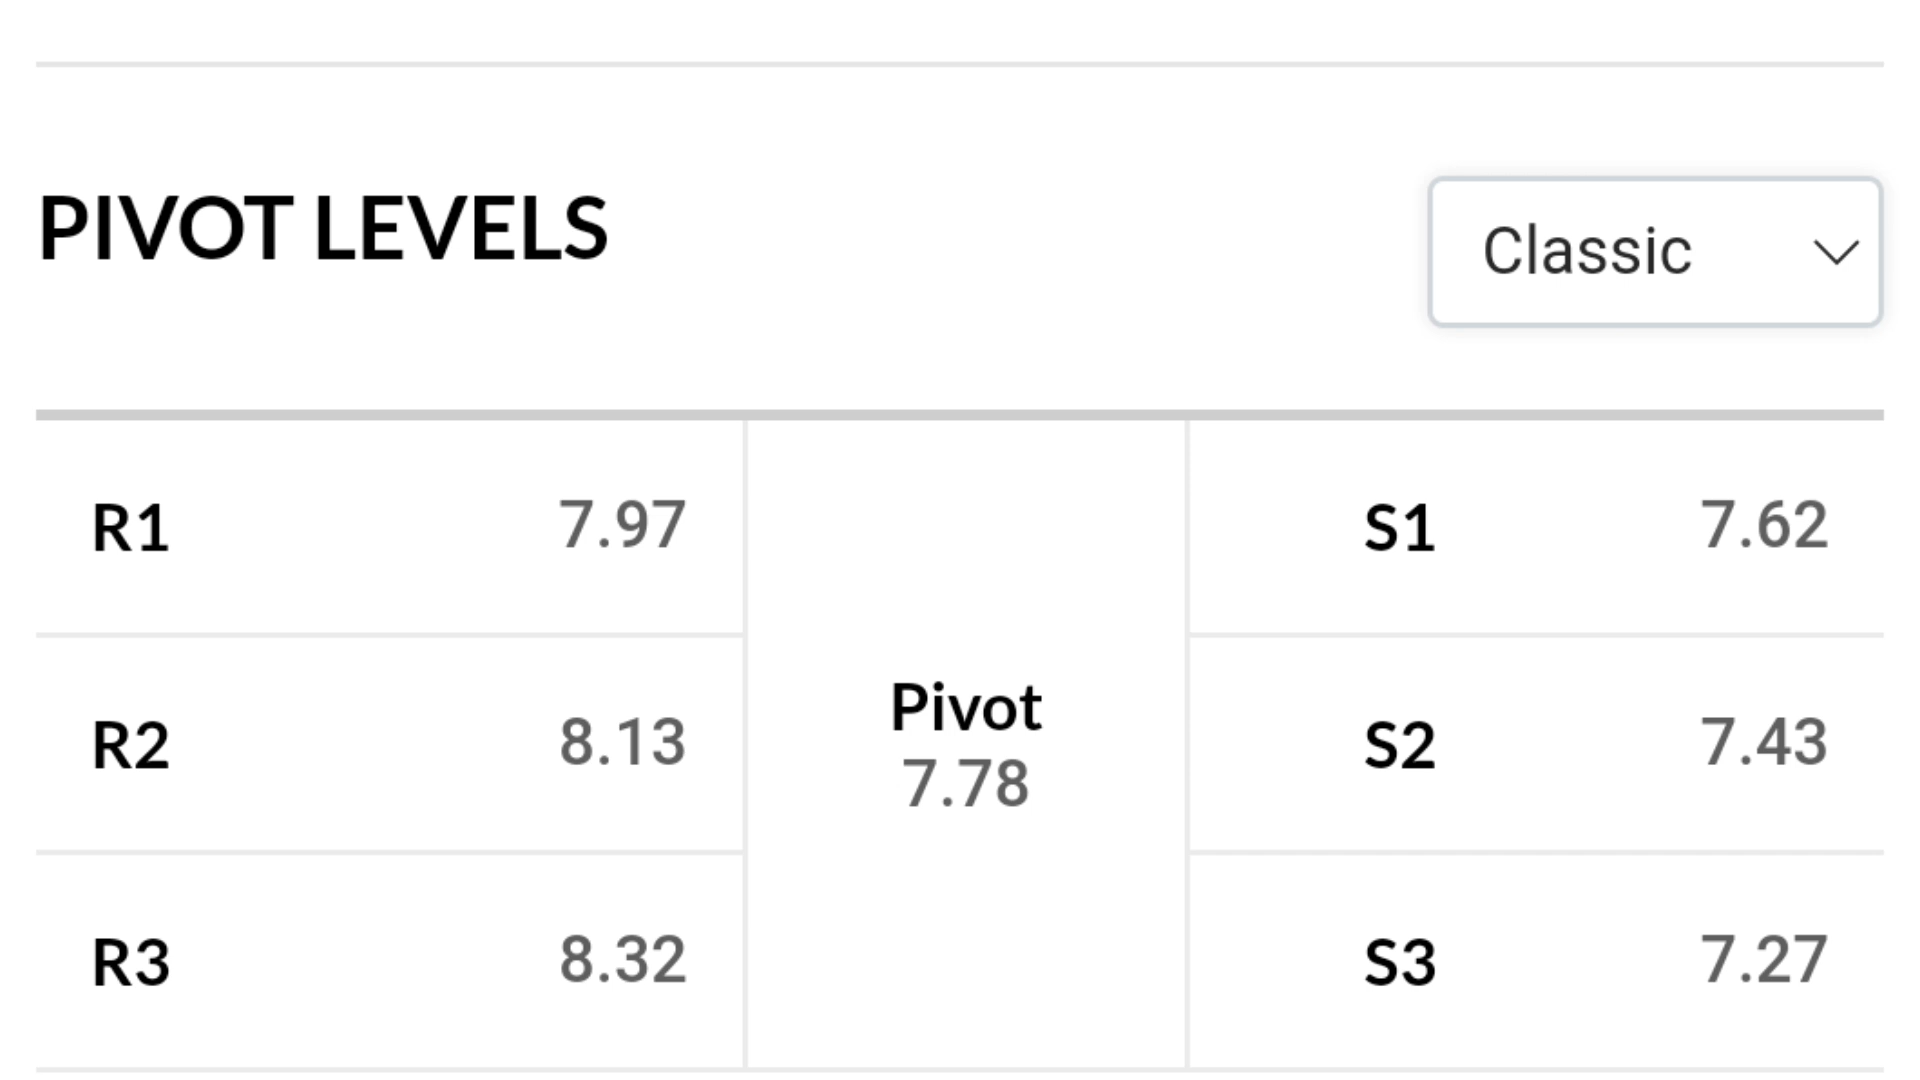 PIVOT LEVELS
Classic
R1 7.97
S1 7.62
Pivot
7.78
R2 8.13
S2 7.43
R3 8.32
S3 7.27